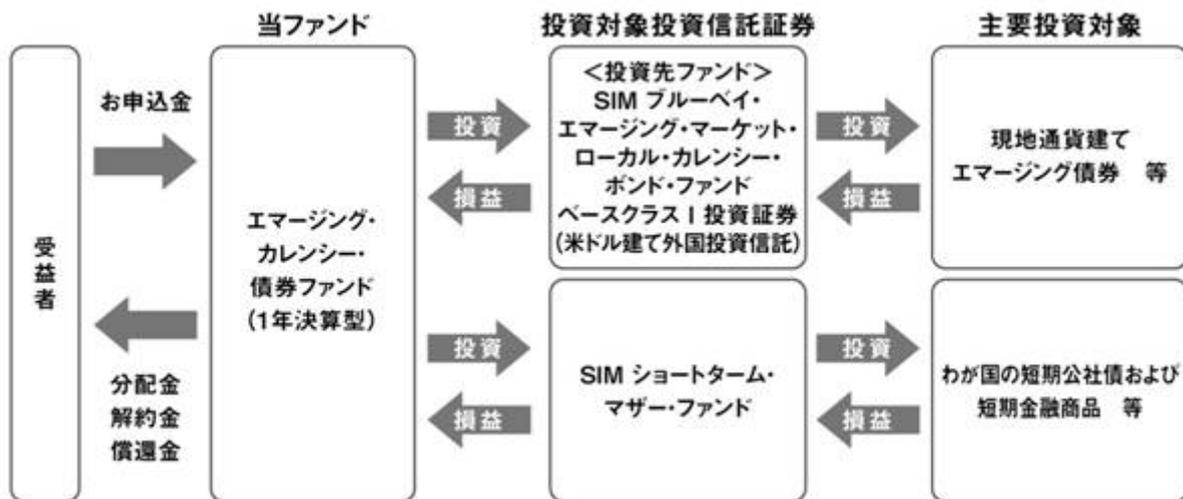 当ファンド
投資対象投資信託証券
主要投資対象
受益者
お申込金
分配金
解約金
償還金
エマージング・
カレンシー・
債券ファンド
(1年決算型)
投資
損益
<投資先ファンド>
SIM ブルーベイ・
エマージング・マーケット・
ローカル・カレンシー・
ボンド・ファンド
ベースクラスI投資証券
(米ドル建て外国投資信託)
投資
損益
現地通貨建て
エマージング債券 等
投資
損益
SIM ショートターム・
マザー・ファンド
投資
損益
わが国の短期公社債および
短期金融商品 等